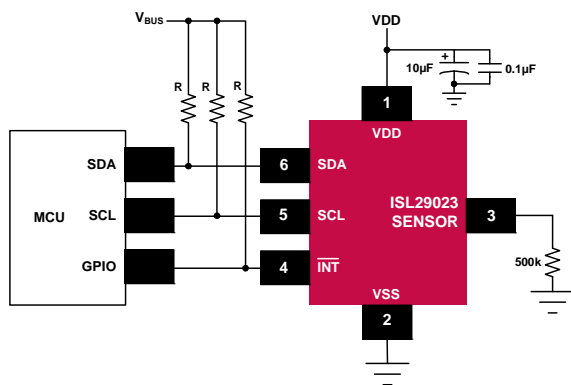 V_BUS
VDD
R R R
+
10µF
0.1µF
1
VDD
SDA
6
SDA
MCU
SCL
5
SCL
ISL29023
SENSOR
3
GPIO
4
INT
500k
VSS
2